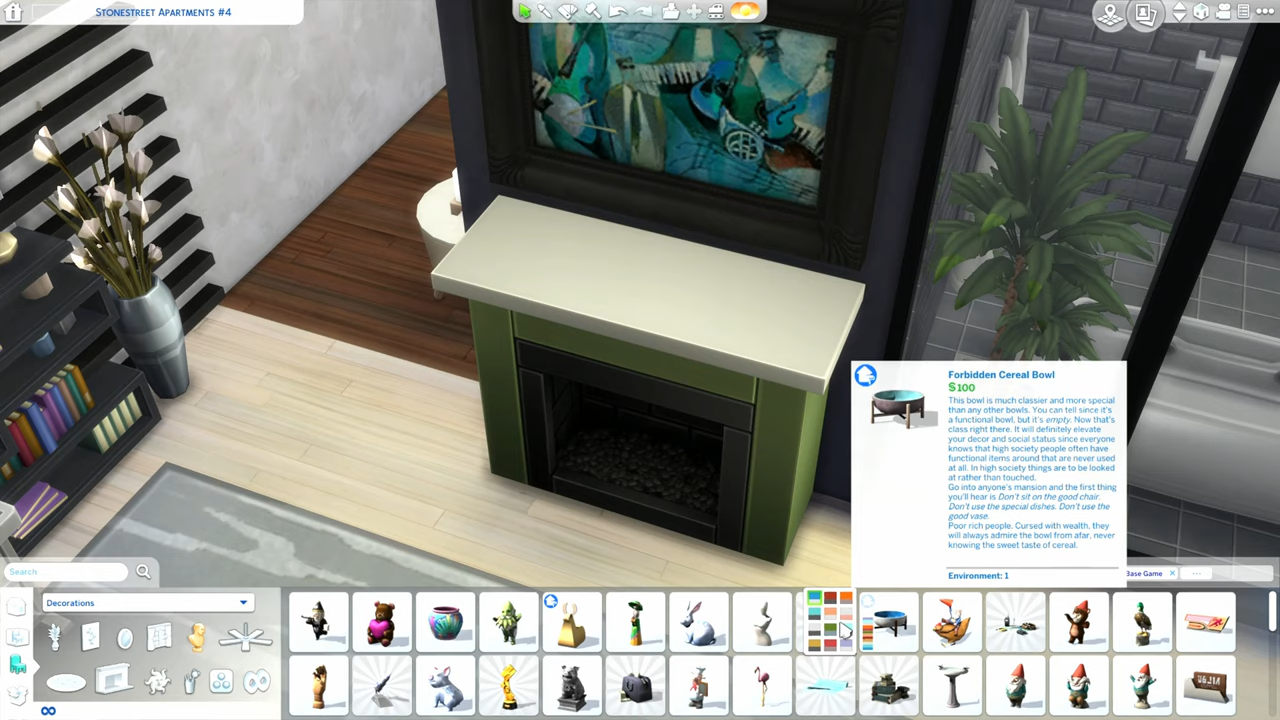 STONESTREET APARTMENTS #4
Forbidden Cereal Bowl
$100
This bowl is much classier and more special
than any other bowls. You can tell since it's
a functional bowl, but it's empty. Now that's
class right there. It will definitely elevate
your decor and social status since everyone
knows that high society people often have
functional items around that are never used
at all. In high society things are to be looked
at rather than touched.
Go into anyone's mansion and the first thing
you'll hear is Don't sit on the good chair.
Don't use the special dishes. Don't use the
good vase.
Poor rich people. Cursed with wealth, they
will always admire the bowl from afar, never
knowing the sweet taste of cereal.
Environment: 1
Search
Base Game
Decorations